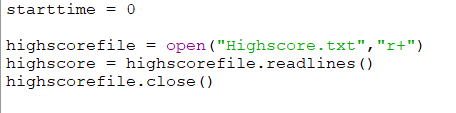 starttime = 0
highscorefile = open("Highscore.txt","r+")
highscore = highscorefile.readlines()
highscorefile.close()